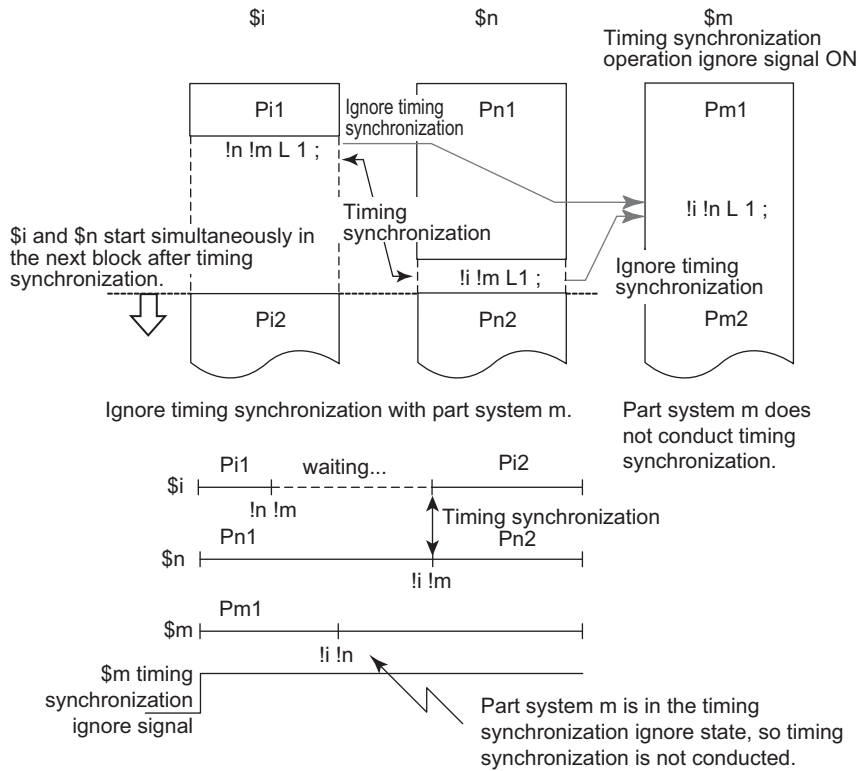 $i
$n
$m
Timing synchronization
operation ignore signal ON
Pi1
Ignore timing
synchronization
Pn1
Pm1
!n !m L 1 ;
!i !n L 1 ;
Timing
synchronization
$i and $n start simultaneously in
the next block after timing
synchronization.
!i !m L1 ;
Ignore timing
synchronization
Pi2
Pn2
Pm2
Ignore timing synchronization with part system m.
Part system m does
not conduct timing
synchronization.
Pi1
waiting...
Pi2
$i
!n !m
Timing synchronization
Pn1
Pn2
$n
!i !m
Pm1
$m
!i !n
$m timing
synchronization
ignore signal
Part system m is in the timing
synchronization ignore state, so timing
synchronization is not conducted.